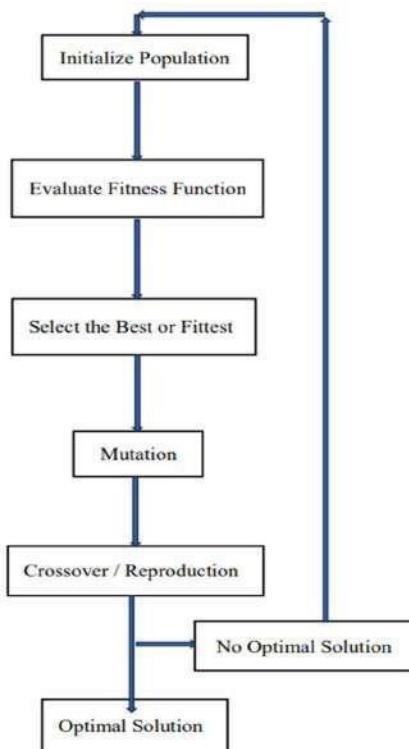 Initialize Population
Evaluate Fitness Function
Select the Best or Fittest
Mutation
Crossover / Reproduction
No Optimal Solution
Optimal Solution